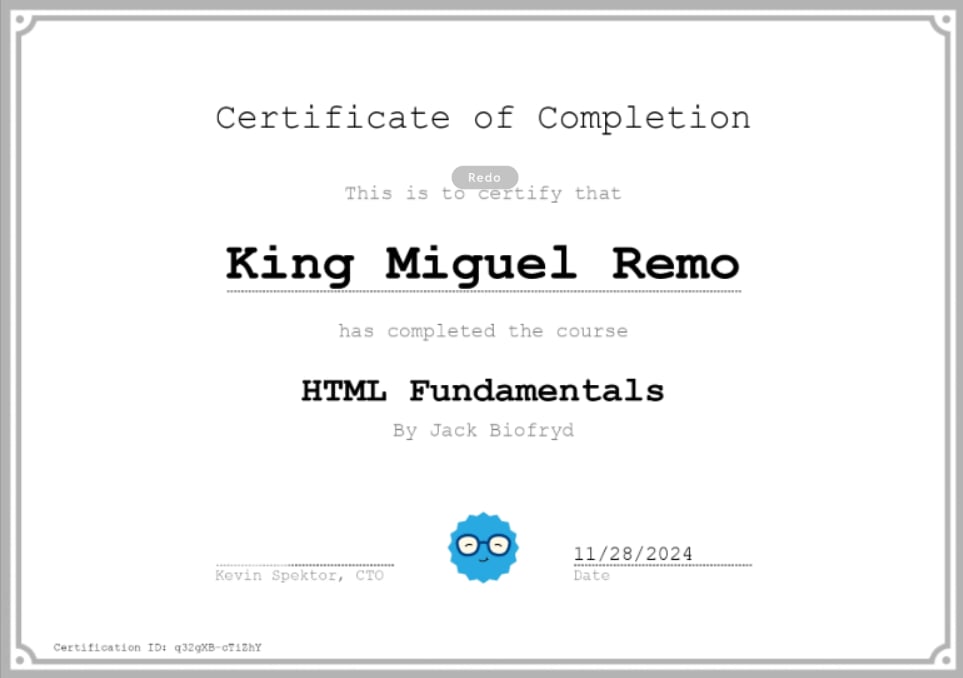 Certificate of Completion
Redo
This is to certify that
King Miguel Remo
has completed the course
HTML Fundamentals
By Jack Biofryd
11/28/2024
Kevin Spektor, CTO
Date
Certification ID: q32gXB-cTiZhY